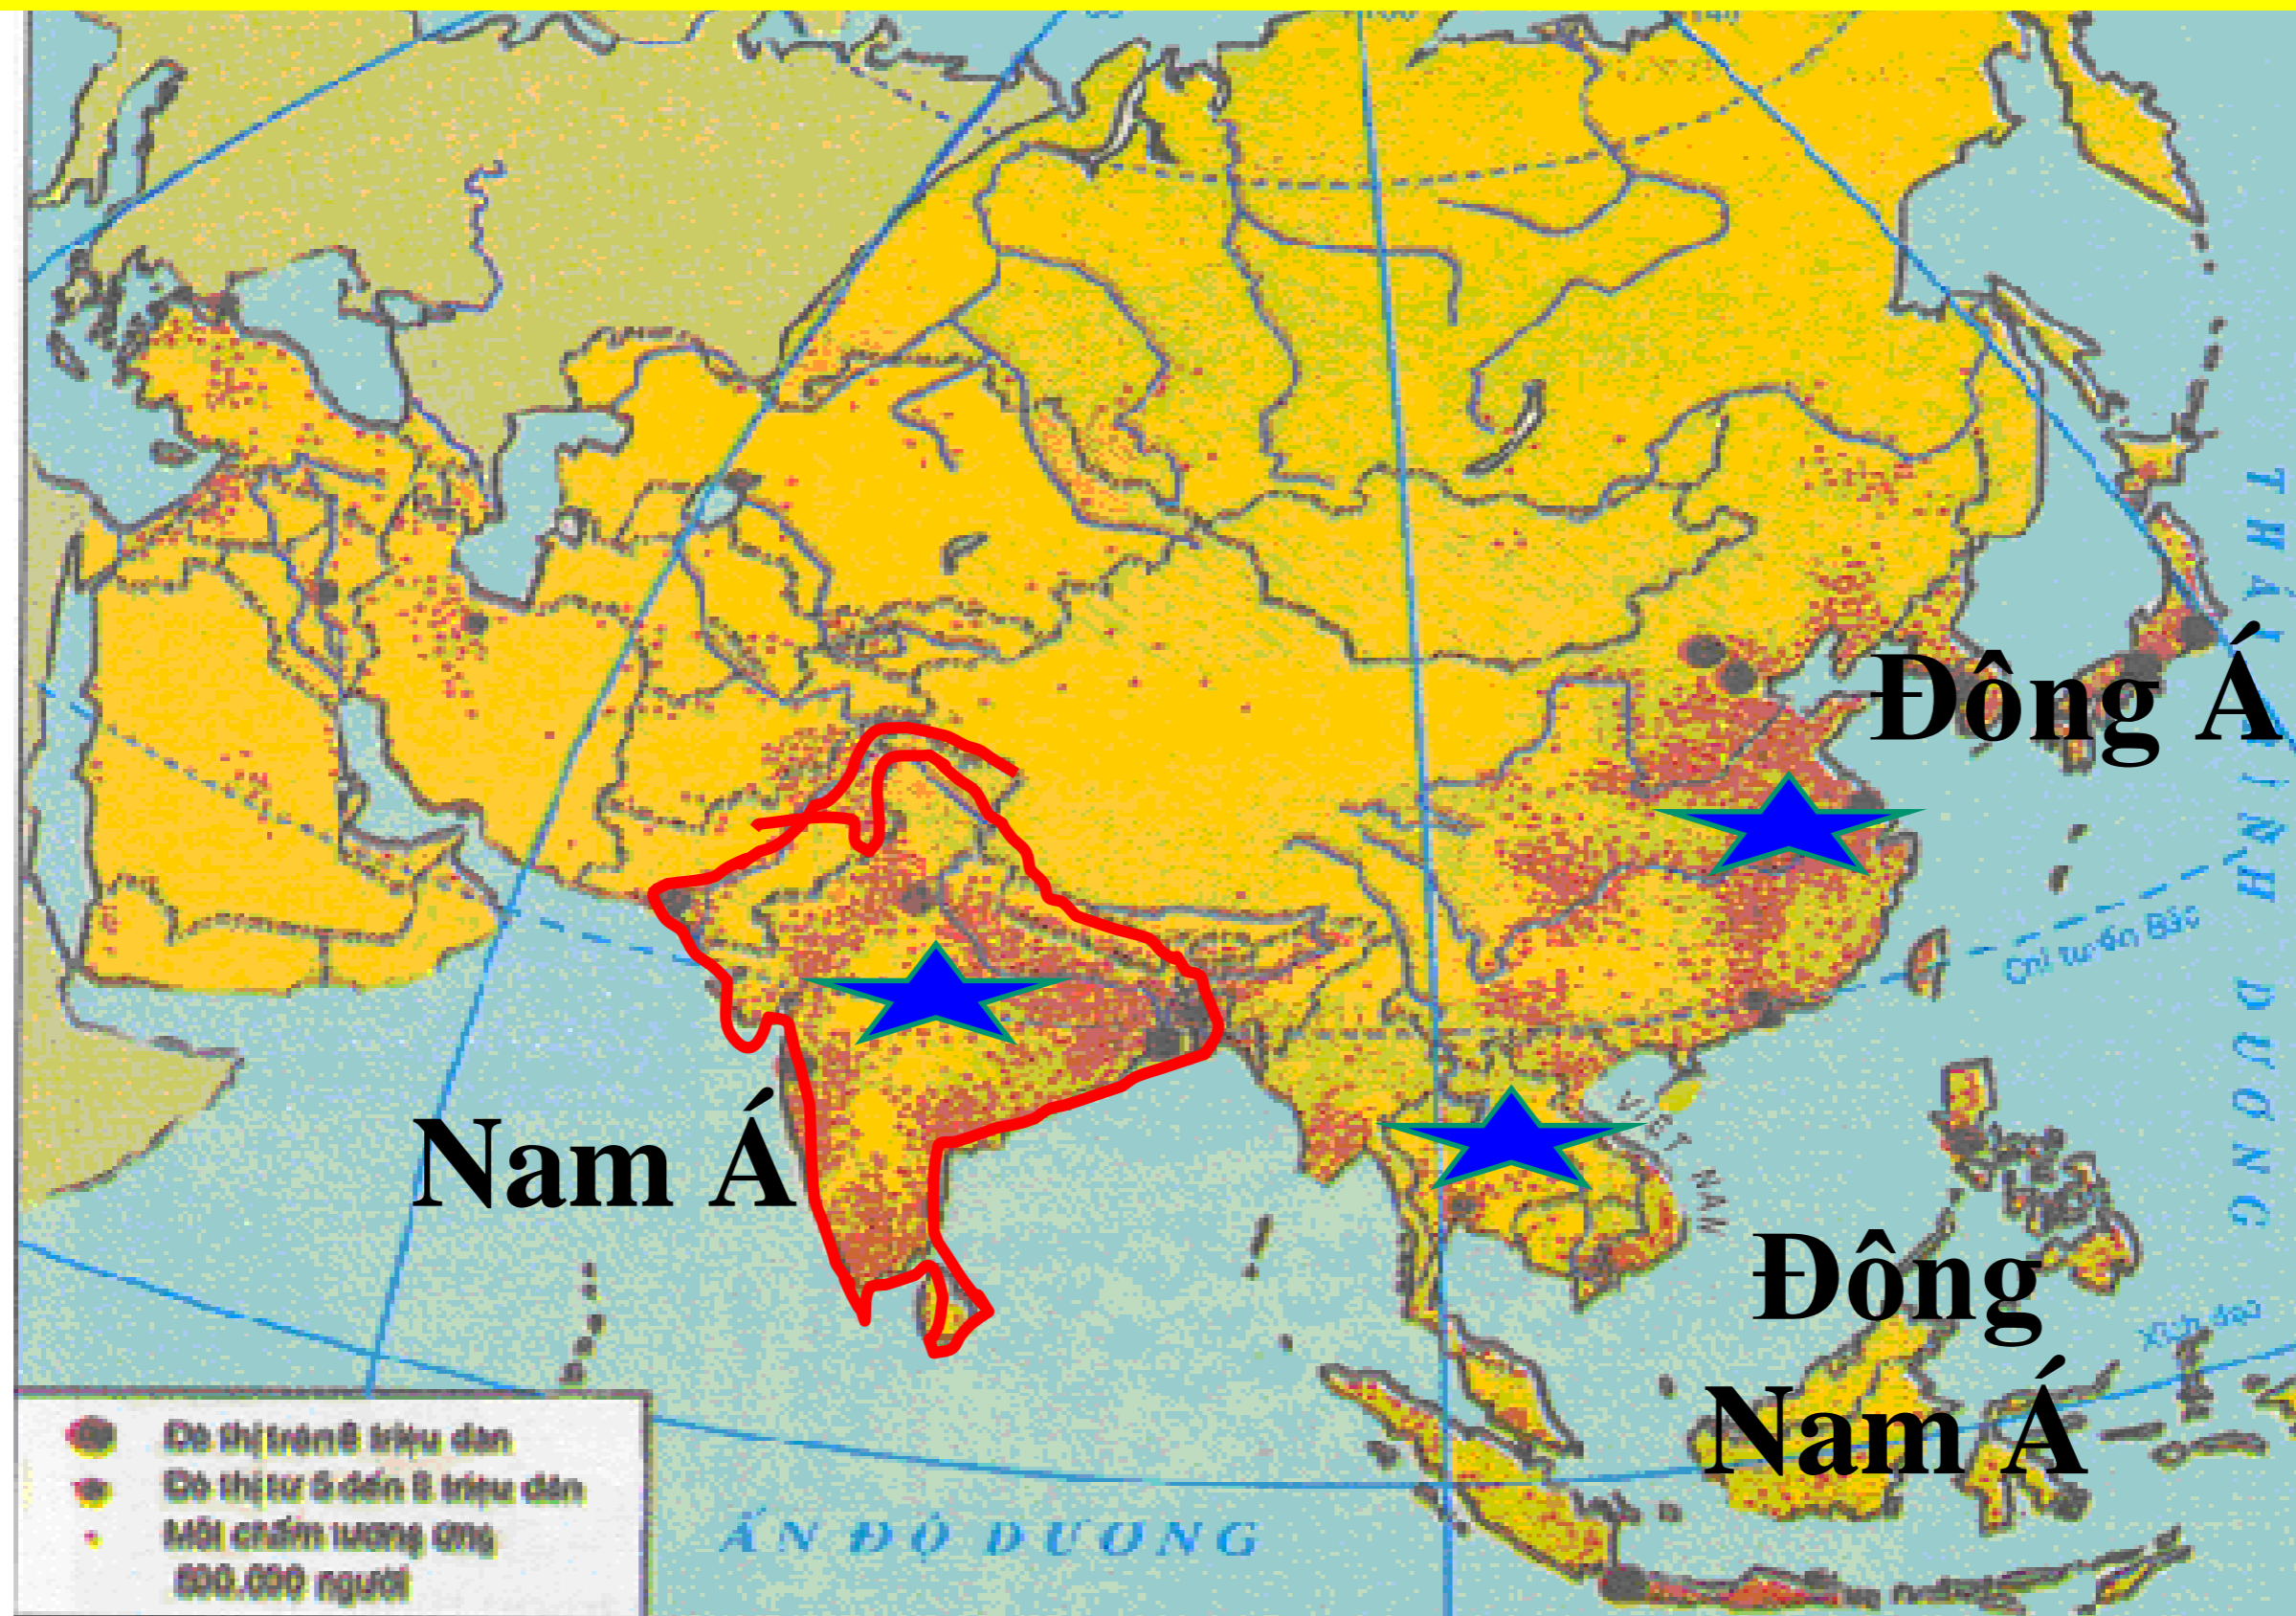 Đông Á
THÁI BÌNH DƯƠNG
Chí tuyến Bắc
Nam Á
VIỆT NAM
Đông
Nam Á
Xích đạo
Đô thị trên 8 triệu dân
Đô thị từ 5 đến 8 triệu dân
Một chấm tương ứng
500.000 người
ẤN ĐỘ DƯƠNG